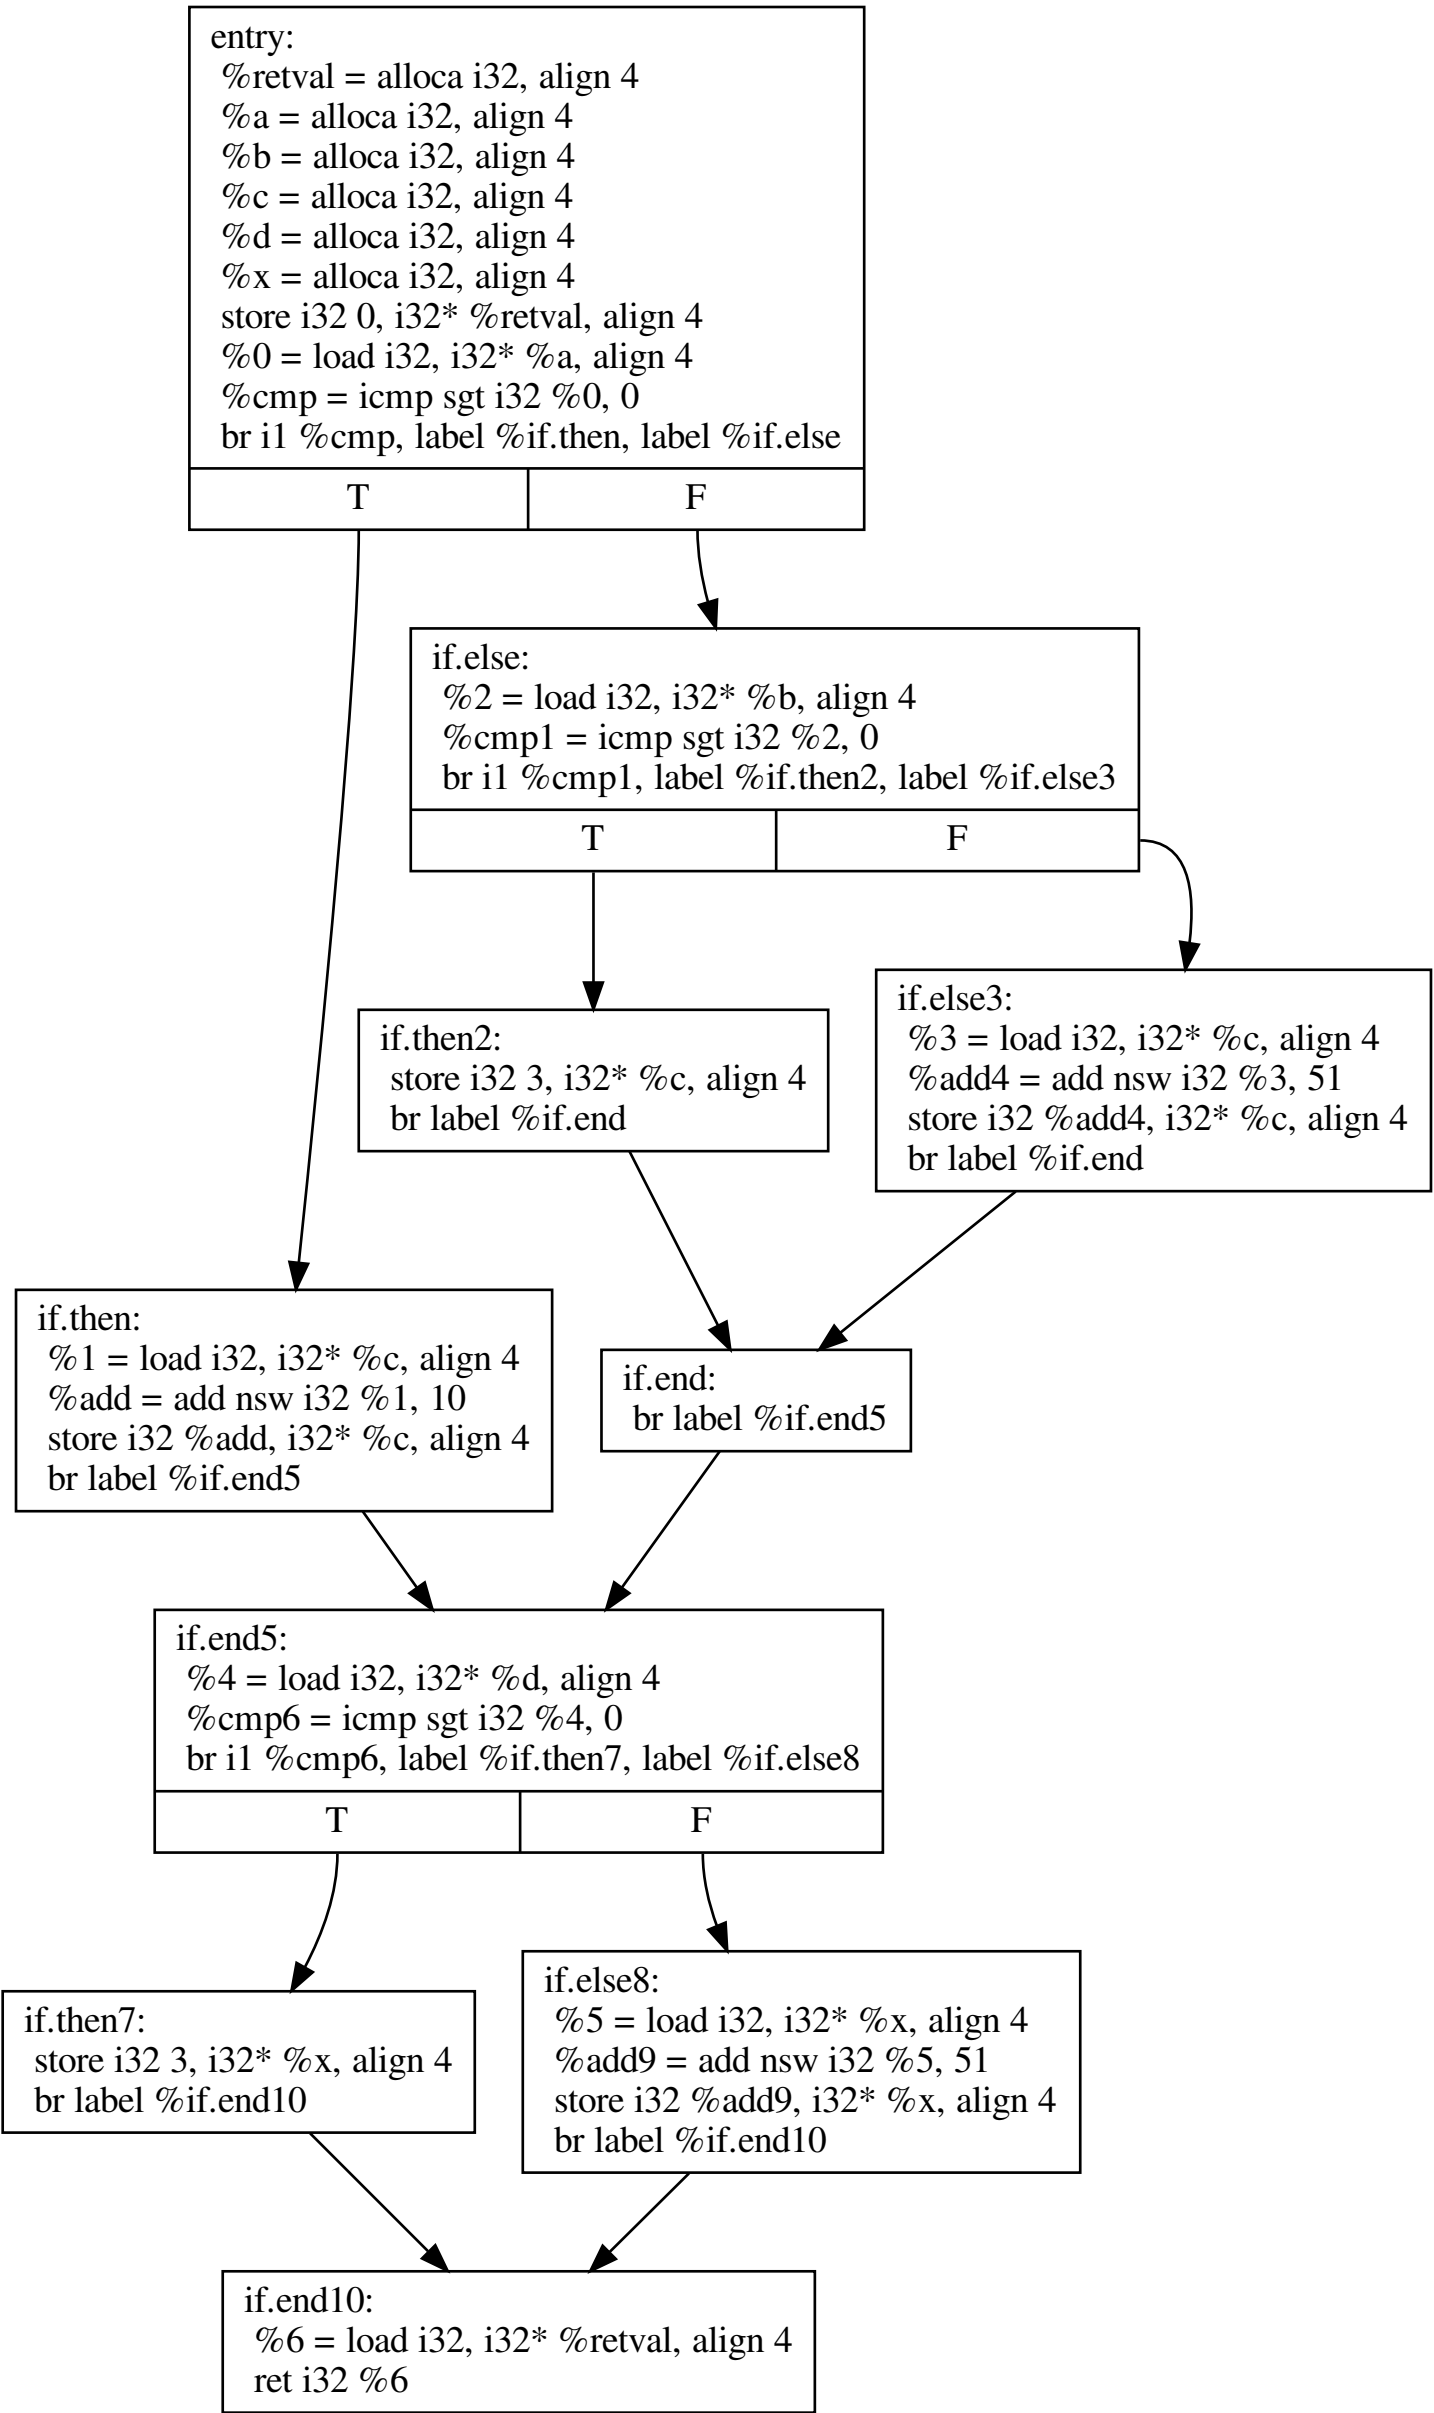 entry:
%retval = alloca i32, align 4
%a = alloca i32, align 4
%b = alloca i32, align 4
%c = alloca i32, align 4
%d = alloca i32, align 4
%x = alloca i32, align 4
store i32 0, i32* %retval, align 4
%0 = load i32, i32* %a, align 4
%cmp = icmp sgt i32 %0, 0
br i1 %cmp, label %if.then, label %if.else
T F
if.else:
%2 = load i32, i32* %b, align 4
%cmp1 = icmp sgt i32 %2, 0
br i1 %cmp1, label %if.then2, label %if.else3
T F
if.then2:
store i32 3, i32* %c, align 4
br label %if.end
if.else3:
%3 = load i32, i32* %c, align 4
%add4 = add nsw i32 %3, 51
store i32 %add4, i32* %c, align 4
br label %if.end
if.then:
%1 = load i32, i32* %c, align 4
%add = add nsw i32 %1, 10
store i32 %add, i32* %c, align 4
br label %if.end5
if.end:
br label %if.end5
if.end5:
%4 = load i32, i32* %d, align 4
%cmp6 = icmp sgt i32 %4, 0
br i1 %cmp6, label %if.then7, label %if.else8
T F
if.then7:
store i32 3, i32* %x, align 4
br label %if.end10
if.else8:
%5 = load i32, i32* %x, align 4
%add9 = add nsw i32 %5, 51
store i32 %add9, i32* %x, align 4
br label %if.end10
if.end10:
%6 = load i32, i32* %retval, align 4
ret i32 %6